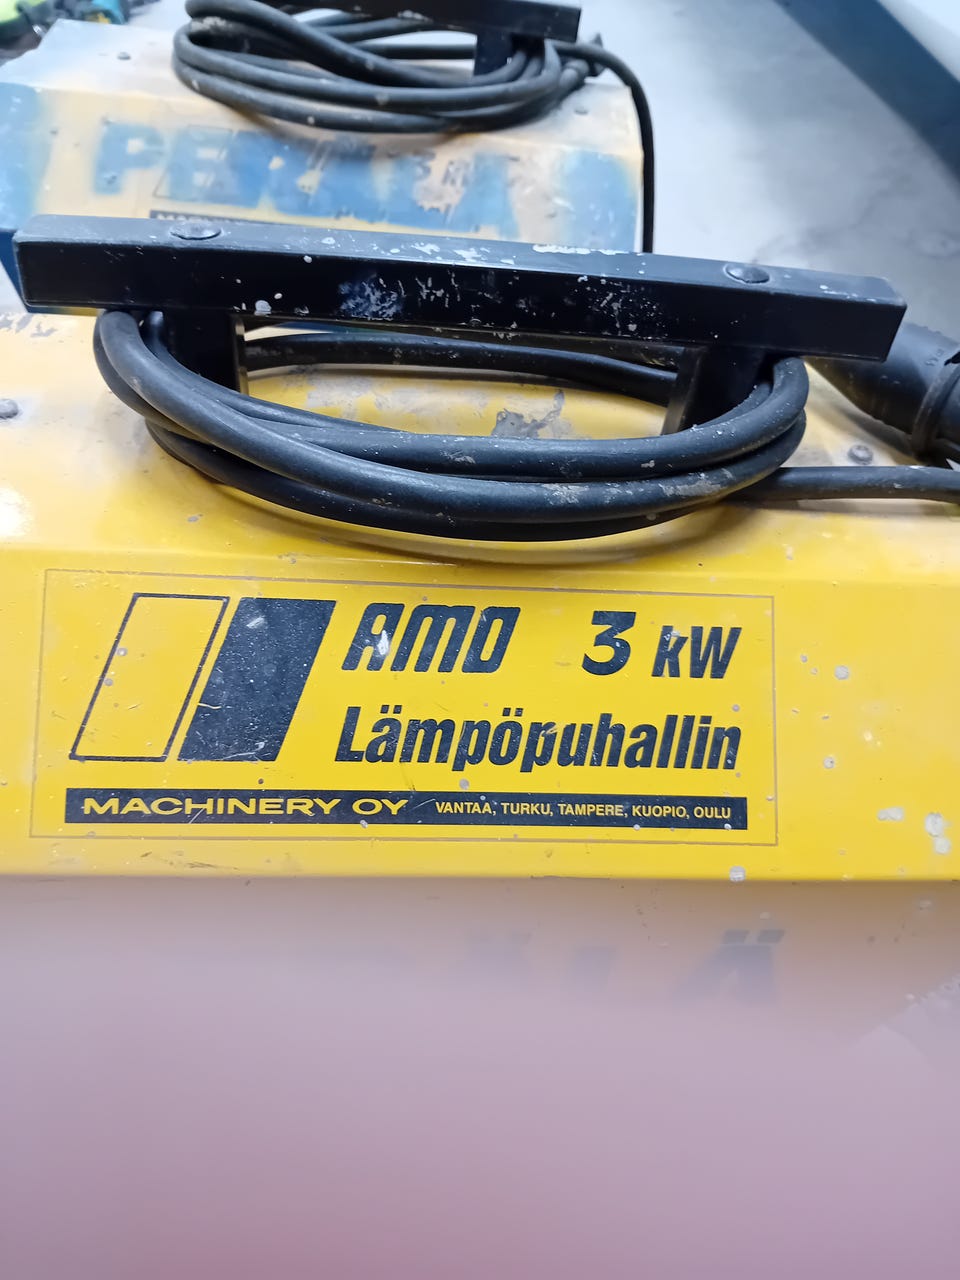 AMO 3 kW
Lämpöpuhallin
MACHINERY OY VANTAA, TURKU, TAMPERE, KUOPIO, OULU